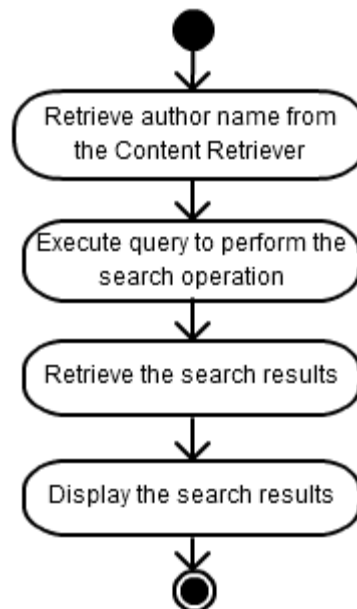 Retrieve author name from
the Content Retriever
Execute query to perform the
search operation
Retrieve the search results
Display the search results